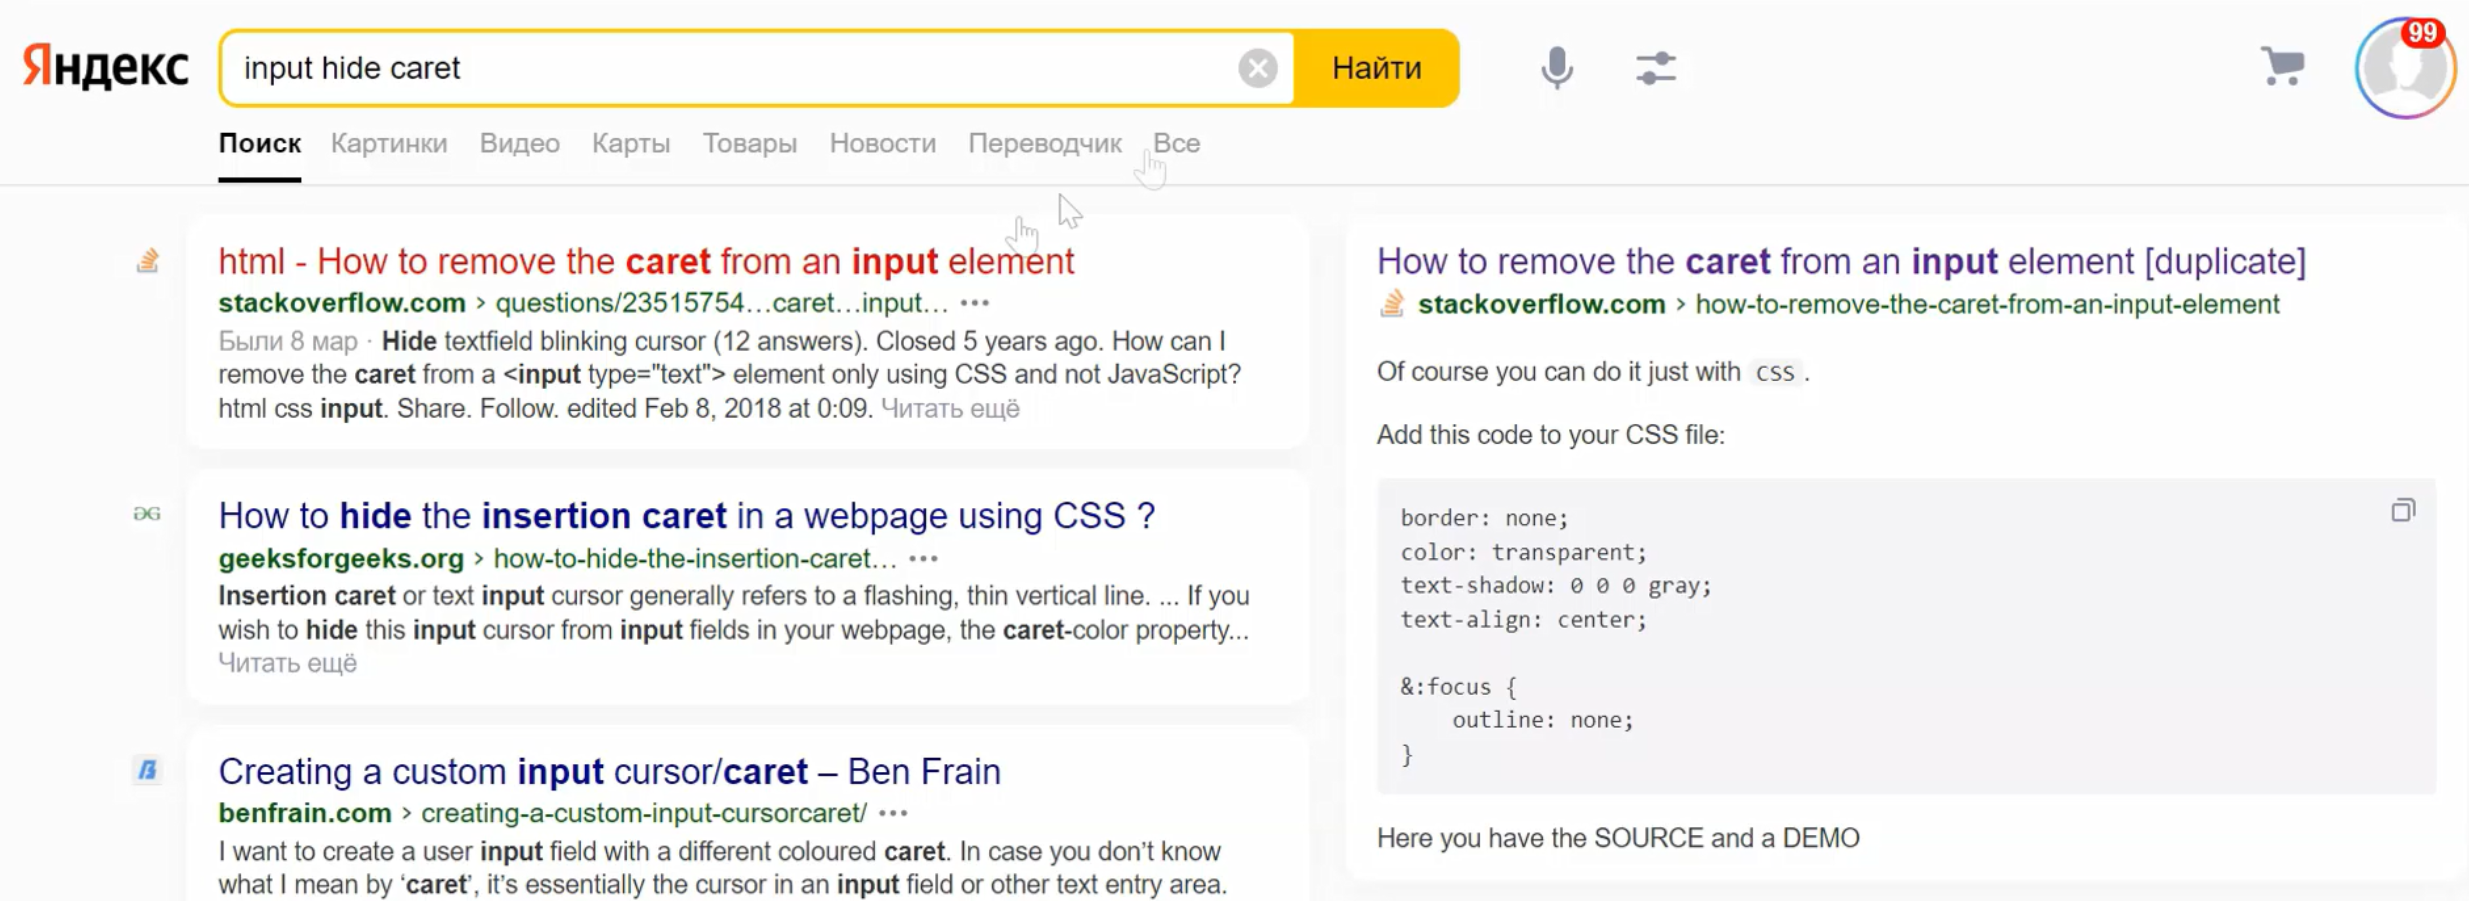 Яндекс
input hide caret
Найти
99
Поиск Картинки Видео Карты Товары Новости Переводчик Все
html - How to remove the caret from an input element
stackoverflow.com › questions/23515754...caret...input... •••
Были 8 мар · Hide textfield blinking cursor (12 answers). Closed 5 years ago. How can I
remove the caret from a <input type="text"> element only using CSS and not JavaScript?
html css input. Share. Follow. edited Feb 8, 2018 at 0:09. Читать ещё
How to hide the insertion caret in a webpage using CSS ?
geeksforgeeks.org › how-to-hide-the-insertion-caret... •••
Insertion caret or text input cursor generally refers to a flashing, thin vertical line. ... If you
wish to hide this input cursor from input fields in your webpage, the caret-color property...
Читать ещё
Creating a custom input cursor/caret – Ben Frain
benfrain.com › creating-a-custom-input-cursorcaret/ •••
I want to create a user input field with a different coloured caret. In case you don’t know
what I mean by ‘caret’, it’s essentially the cursor in an input field or other text entry area.
How to remove the caret from an input element [duplicate]
stackoverflow.com › how-to-remove-the-caret-from-an-input-element
Of course you can do it just with css .
Add this code to your CSS file:
border: none;
color: transparent;
text-shadow: 0 0 0 gray;
text-align: center;
&:focus {
outline: none;
}
Here you have the SOURCE and a DEMO